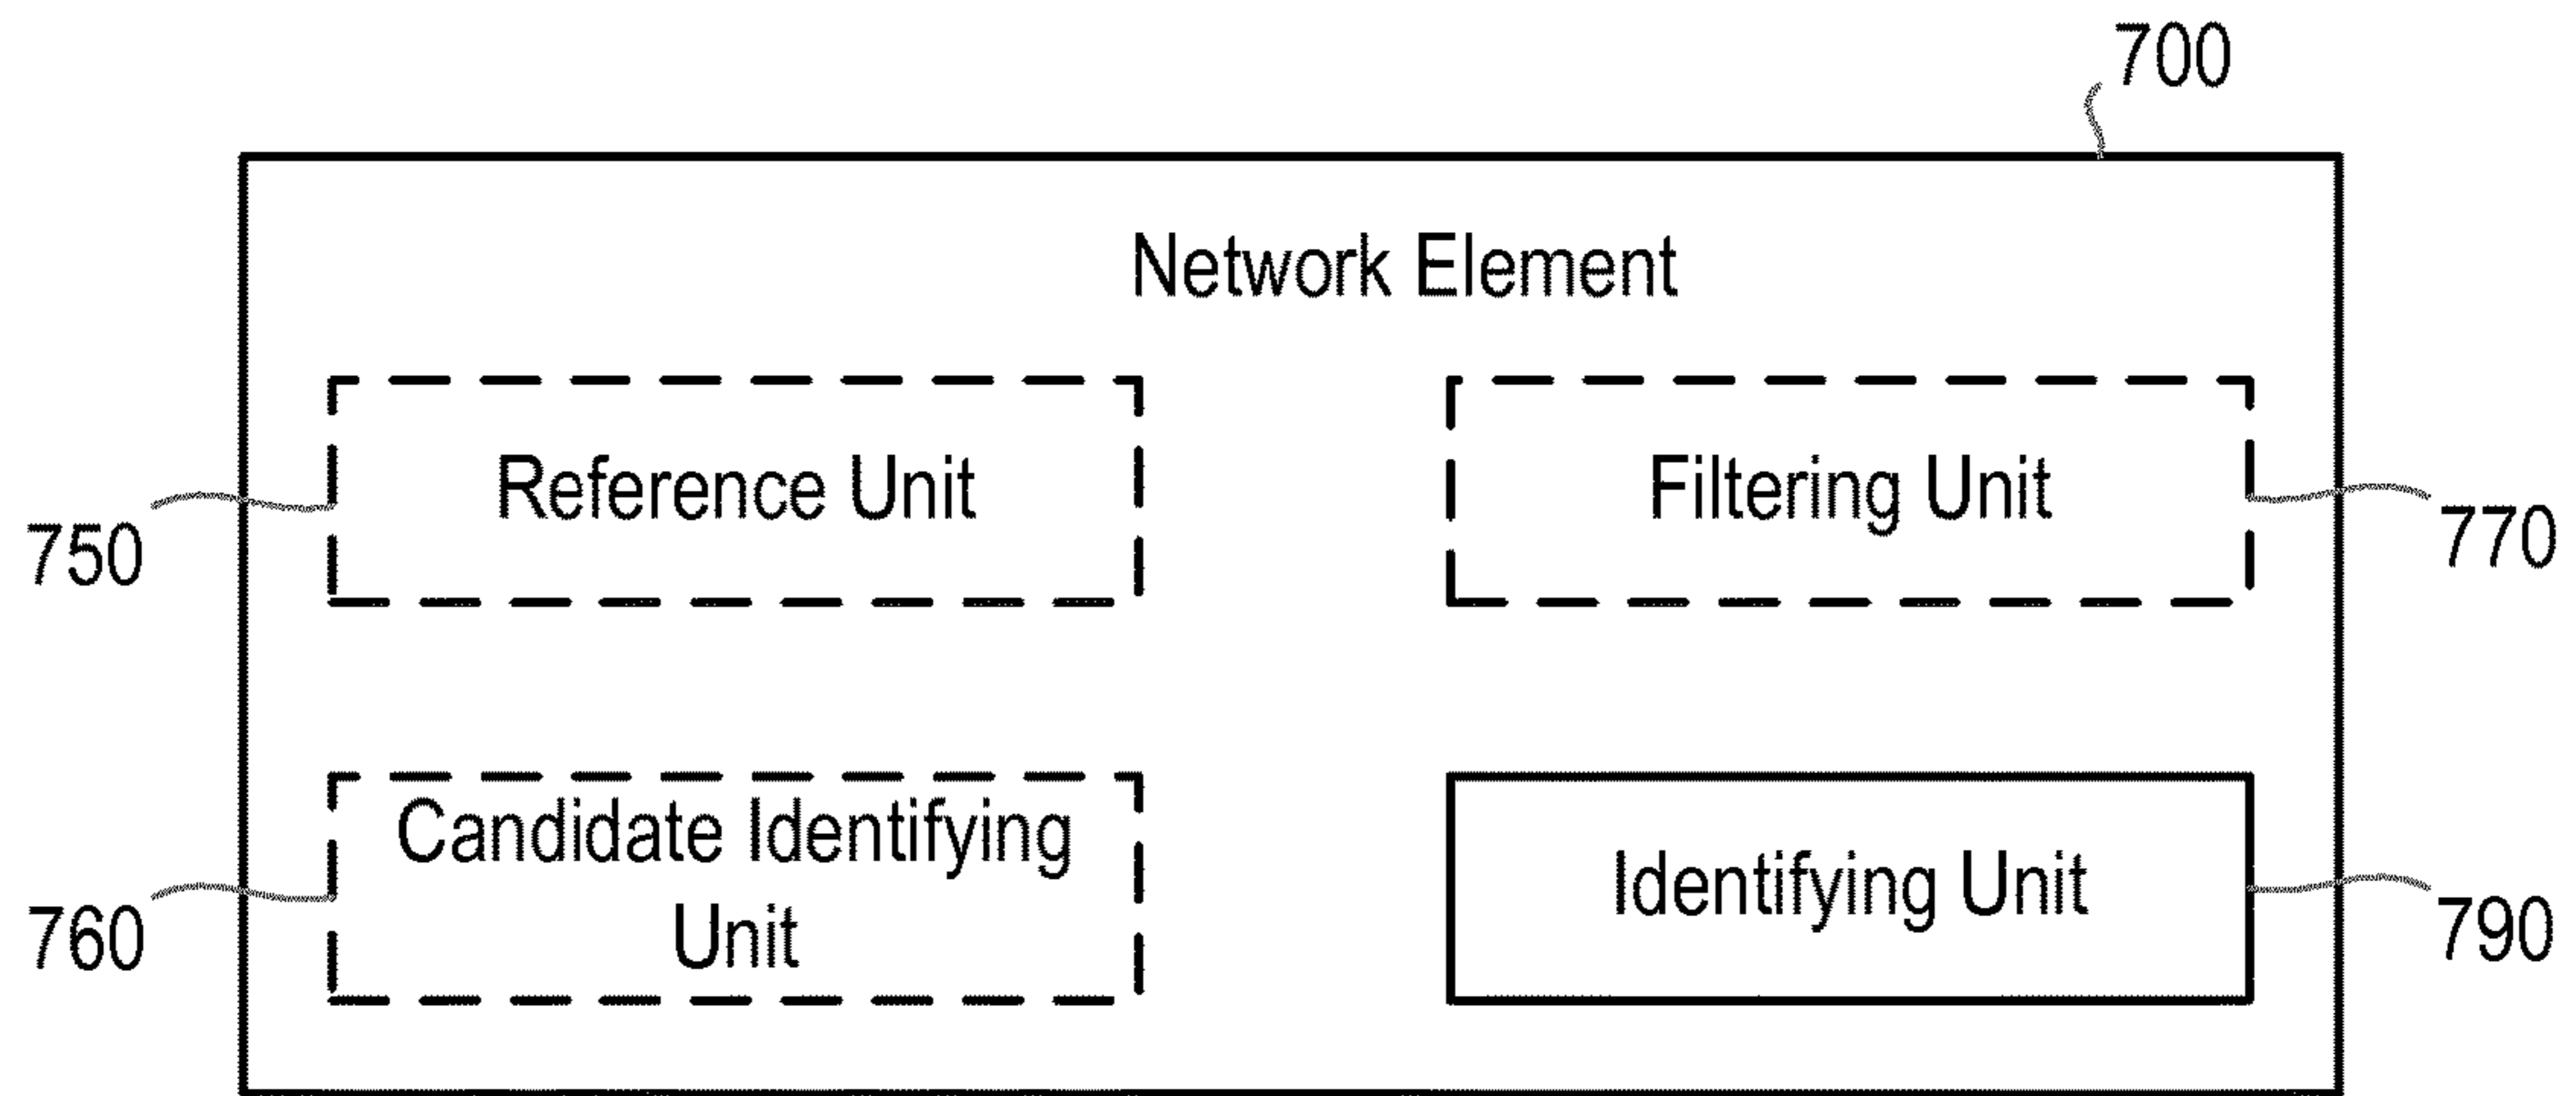 700
Network Element
Reference Unit
Filtering Unit
750
770
Candidate Identifying
Unit
Identifying Unit
760
790